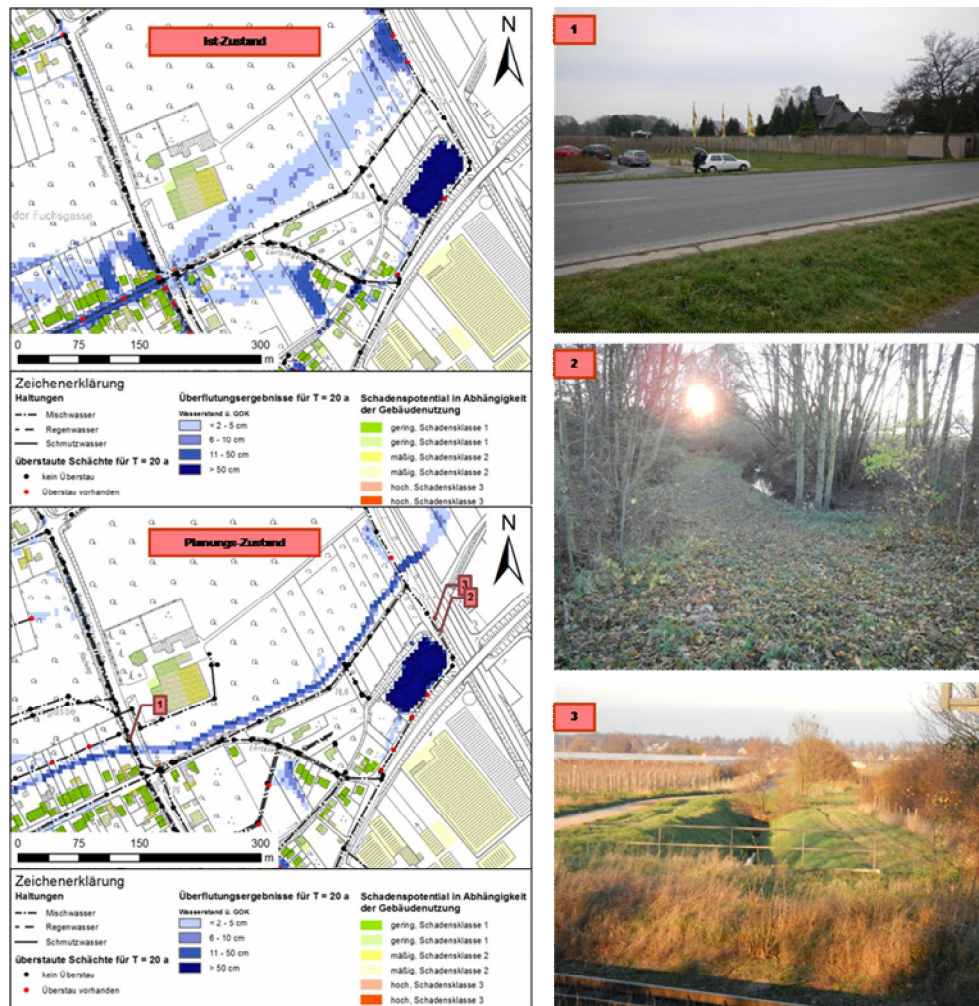 Ist-Zustand
N
der Fuchsgasse
76,6
0 75 150 300
m
Zeichenerklärung
Haltungen
Mischwasser
Regenwasser
Schmutzwasser
überstaute Schächte für T = 20 a
kein Überstau
Überstau vorhanden
Überflutungsergebnisse für T = 20 a
Wasserstand ü. GOK
< 2 - 5 cm
6 - 10 cm
11 - 50 cm
> 50 cm
Schadenspotential in Abhängigkeit
der Gebäudenutzung
gering, Schadensklasse 1
gering, Schadensklasse 1
mäßig, Schadensklasse 2
mäßig, Schadensklasse 2
hoch, Schadensklasse 3
hoch, Schadensklasse 3
Planungs-Zustand
N
3
2
1
76,6
0 75 150 300
m
Zeichenerklärung
Haltungen
Mischwasser
Regenwasser
Schmutzwasser
überstaute Schächte für T = 20 a
kein Überstau
Überstau vorhanden
Überflutungsergebnisse für T = 20 a
Wasserstand ü. GOK
< 2 - 5 cm
6 - 10 cm
11 - 50 cm
> 50 cm
Schadenspotential in Abhängigkeit
der Gebäudenutzung
gering, Schadensklasse 1
gering, Schadensklasse 1
mäßig, Schadensklasse 2
mäßig, Schadensklasse 2
hoch, Schadensklasse 3
hoch, Schadensklasse 3
1
2
3